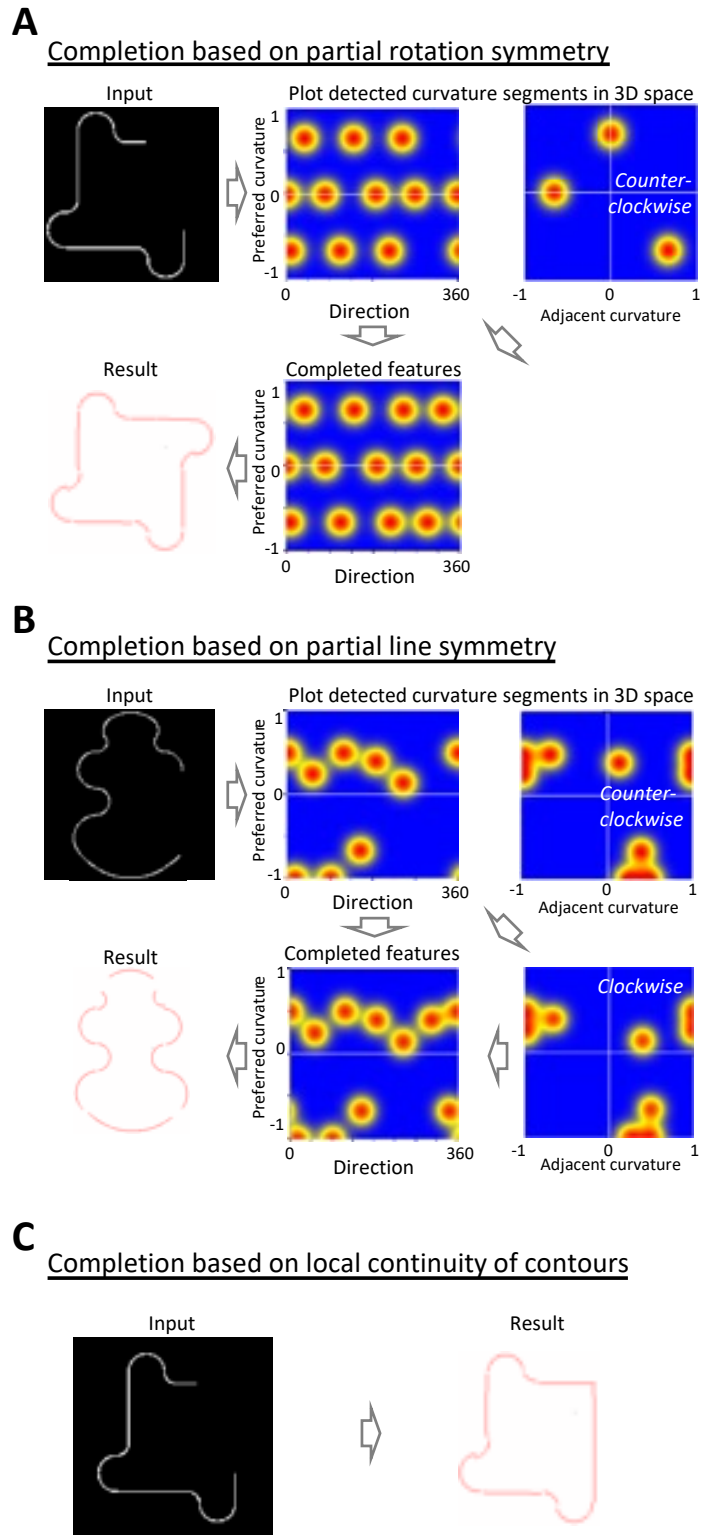 A
Completion based on partial rotation symmetry
Input
Plot detected curvature segments in 3D space
Preferred curvature
1
0
-1
0
360
Direction
Counter-
clockwise
-1
0
1
Adjacent curvature
Result
Completed features
Preferred curvature
1
0
-1
0
360
Direction
B
Completion based on partial line symmetry
Input
Plot detected curvature segments in 3D space
Preferred curvature
1
0
-1
0
360
Direction
Counter-
clockwise
-1
0
1
Adjacent curvature
Result
Completed features
Preferred curvature
1
0
-1
0
360
Direction
Clockwise
-1
0
1
Adjacent curvature
C
Completion based on local continuity of contours
Input
Result